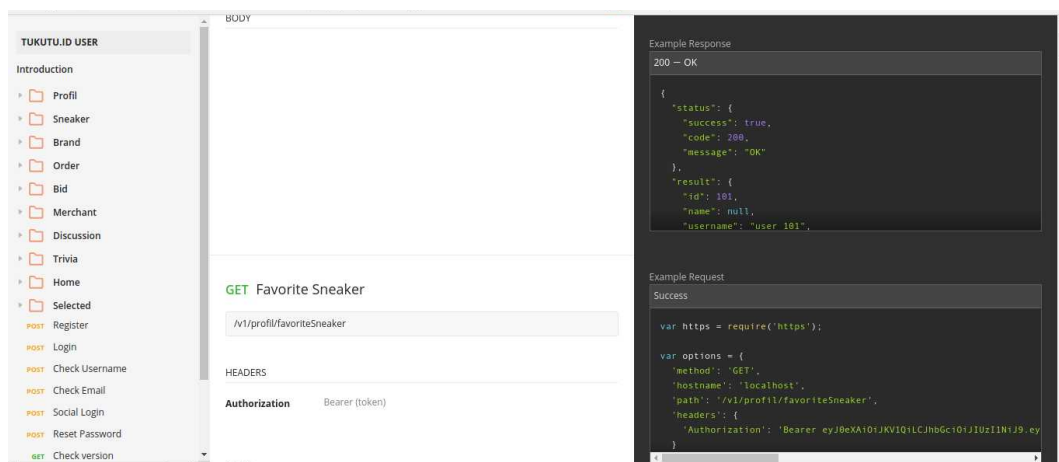 TUKUTU.ID USER
Introduction
Profil
Sneaker
Brand
Order
Bid
Merchant
Discussion
Trivia
Home
Selected
POST Register
POST Login
POST Check Username
POST Check Email
POST Social Login
POST Reset Password
GET Check version
BODY
GET Favorite Sneaker
/v1/profil/favoriteSneaker
HEADERS
Authorization Bearer (token)
Example Response
200 — OK
{
"status": {
"success": true,
"code": 200,
"message": "OK"
},
"result": {
"id": 101,
"name": null,
"username": "user 101",
Example Request
Success
var https = require('https');
var options = {
'method': 'GET',
'hostname': 'localhost',
'path': '/v1/profil/favoriteSneaker',
'headers': {
'Authorization': 'Bearer eyJ0eXAiOiJKV1QiLCJhbGciOiJIUzI1NiJ9.ey
}